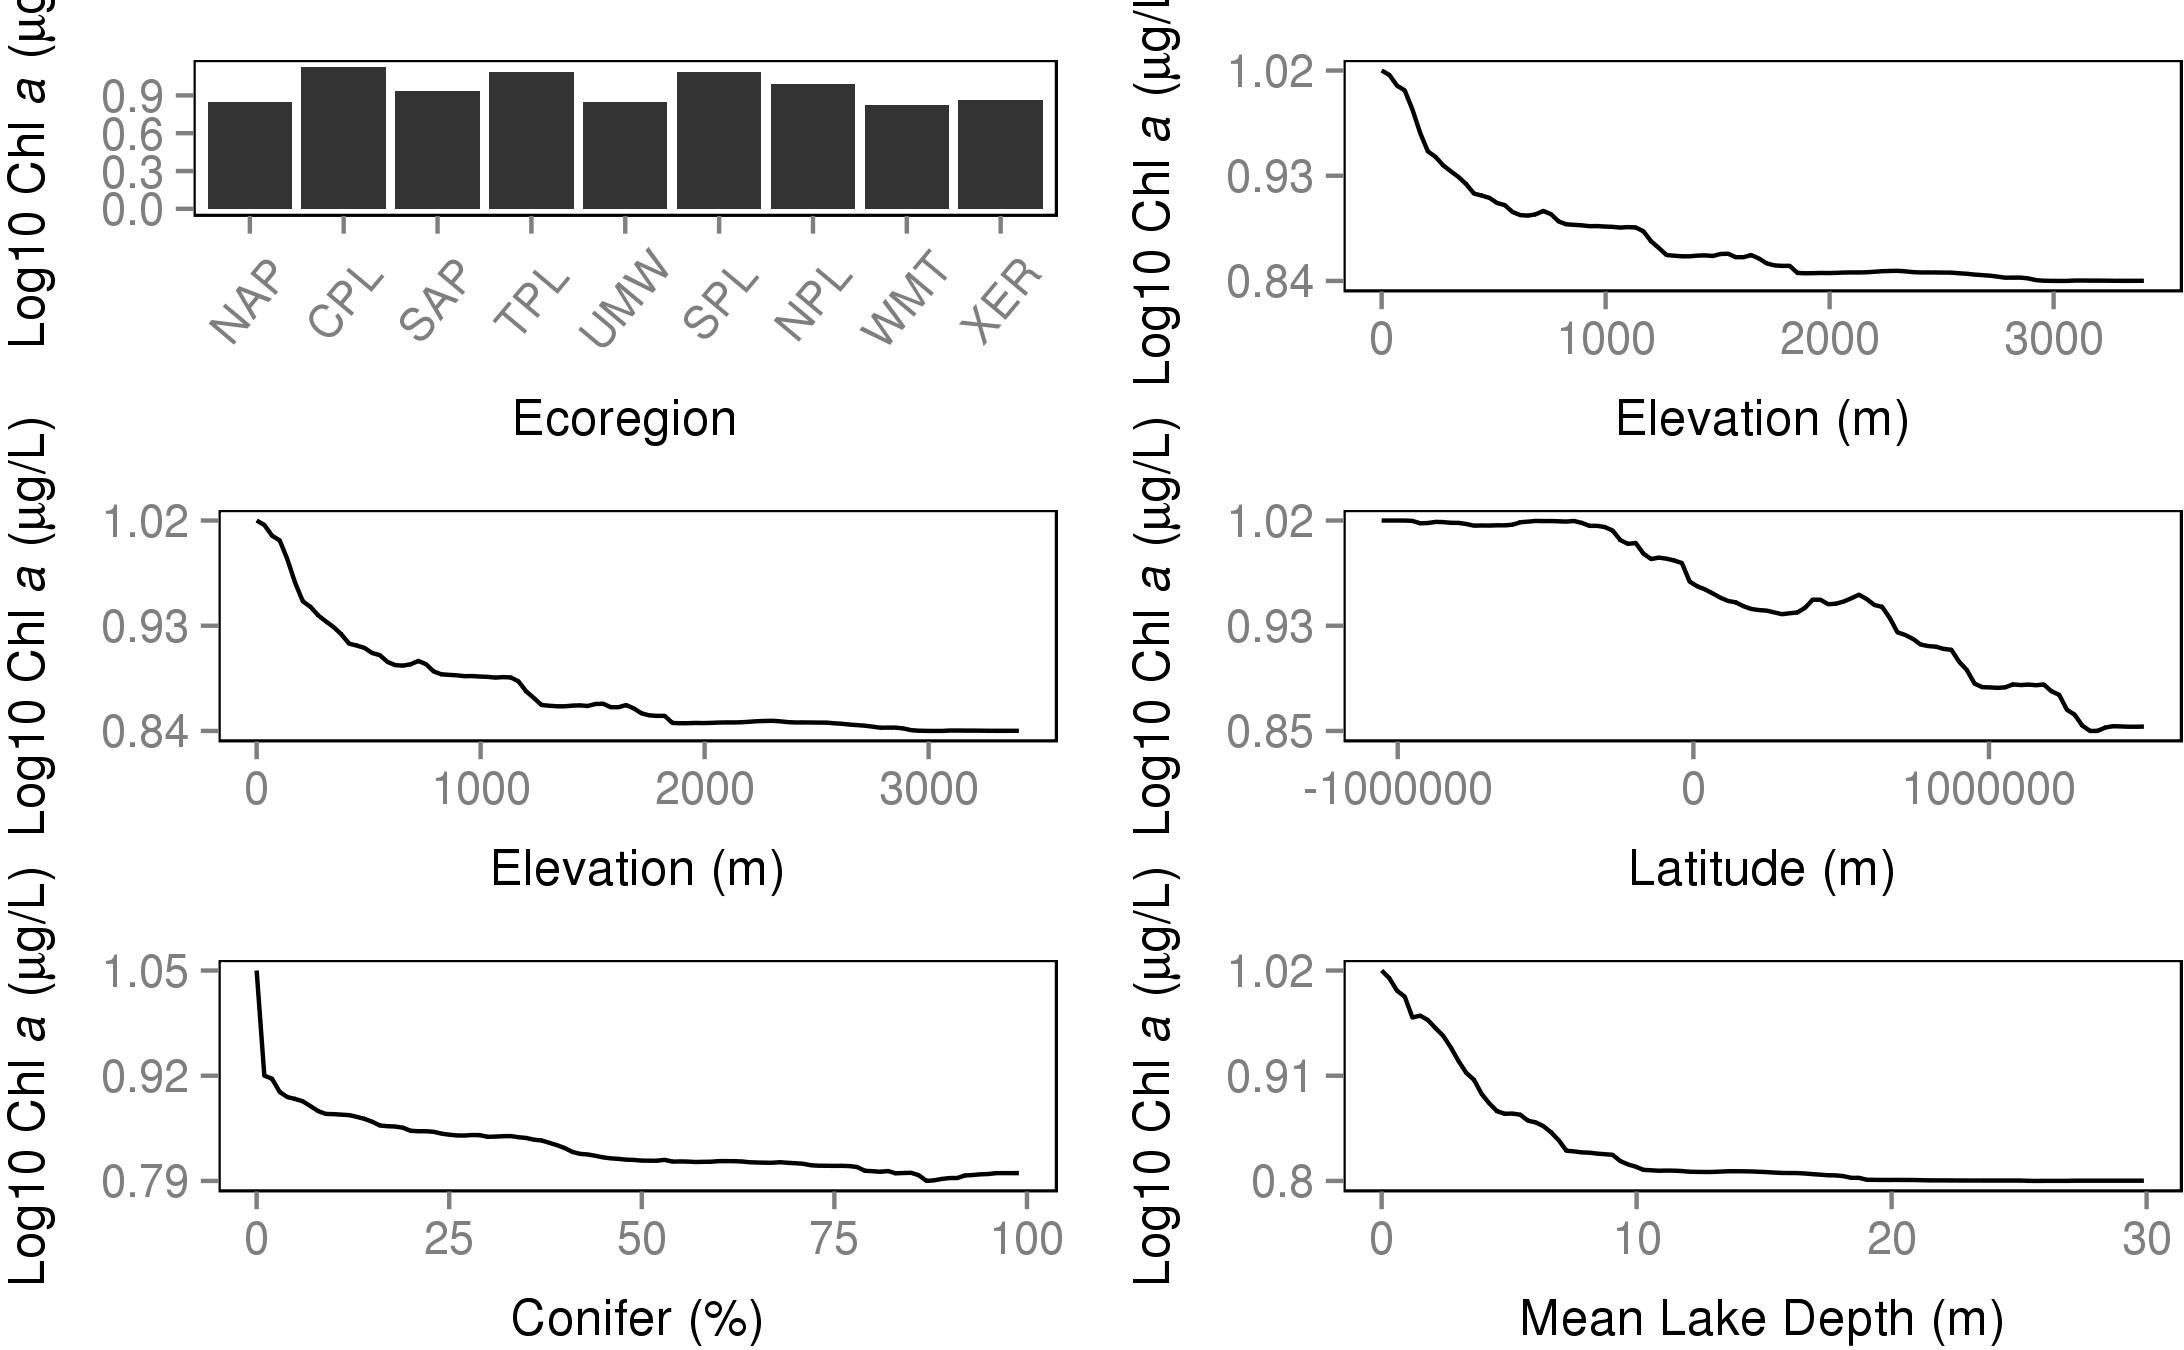 Log10 Chl a (µg
0.9
0.6
0.3
0.0
NAP CPL SAP TPL UMW SPL NPL WMT XER
Ecoregion
Log10 Chl a (µg/L
1.02
0.93
0.84
0 1000 2000 3000
Elevation (m)
Log10 Chl a (µg/L)
1.02
0.93
0.84
0 1000 2000 3000
Elevation (m)
Log10 Chl a (µg/L)
1.02
0.93
0.85
-1000000 0 1000000
Latitude (m)
Log10 Chl a (µg/L)
1.05
0.92
0.79
0 25 50 75 100
Conifer (%)
Log10 Chl a (µg/L)
1.02
0.91
0.8
0 10 20 30
Mean Lake Depth (m)